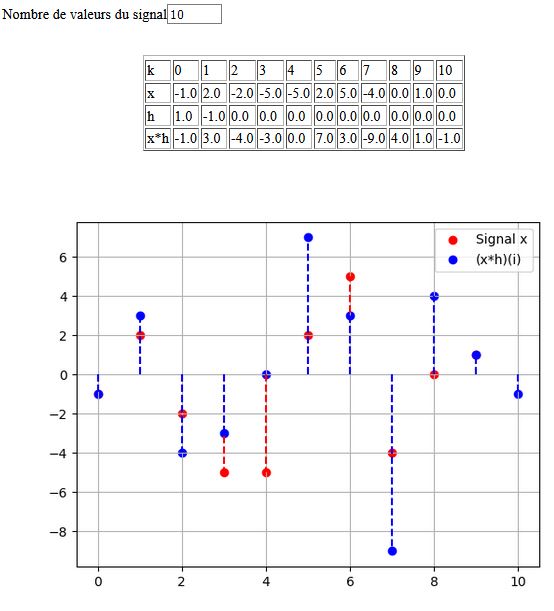 Nombre de valeurs du signal 10
k 0 1 2 3 4 5 6 7 8 9 10
x -1.0 2.0 -2.0 -5.0 -5.0 2.0 5.0 -4.0 0.0 1.0 0.0
h 1.0 -1.0 0.0 0.0 0.0 0.0 0.0 0.0 0.0 0.0 0.0
x*h -1.0 3.0 -4.0 -3.0 0.0 7.0 3.0 -9.0 4.0 1.0 -1.0
Signal x
(x*h)(i)
6
4
2
0
−2
−4
−6
−8
0 2 4 6 8 10